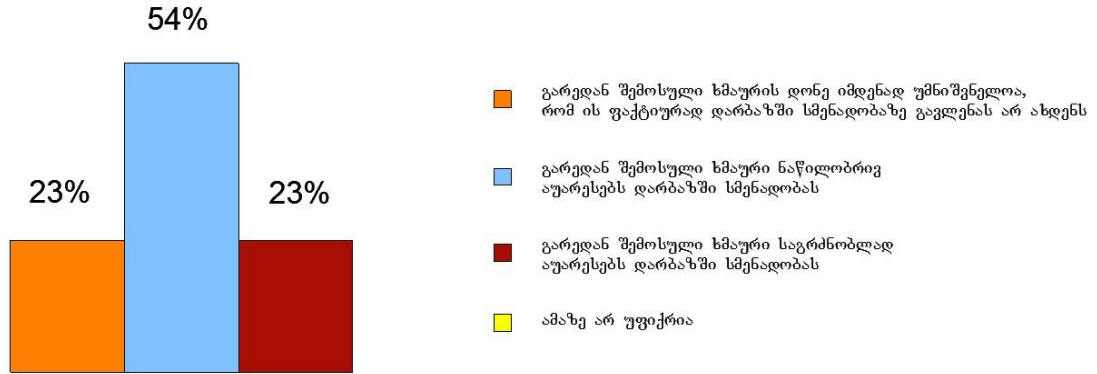 54%
23%
23%
გარედან შემოსული ხმაურის დონე იმდენად უმნიშვნელოა,
რომ ის ფაქტიურად დარბაზში სმენადობაზე გავლენას არ ახდენს
გარედან შემოსული ხმაური ნაწილობრივ
აუარესებს დარბაზში სმენადობას
გარედან შემოსული ხმაური საგრძნობლად
აუარესებს დარბაზში სმენადობას
ამაზე არ უფიქრია